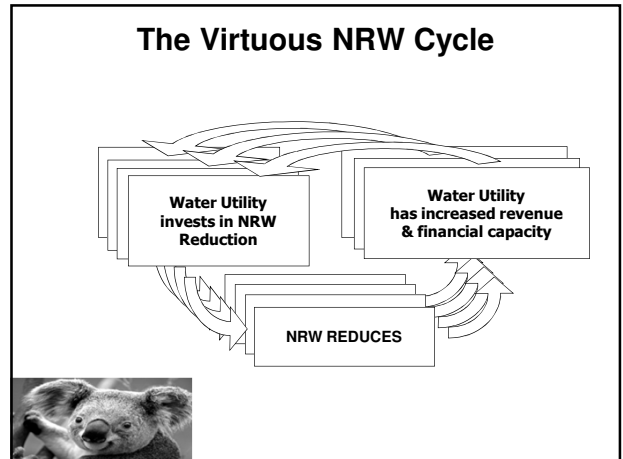 The Virtuous NRW Cycle
Water Utility
invests in NRW
Reduction
Water Utility
has increased revenue
& financial capacity
NRW REDUCES